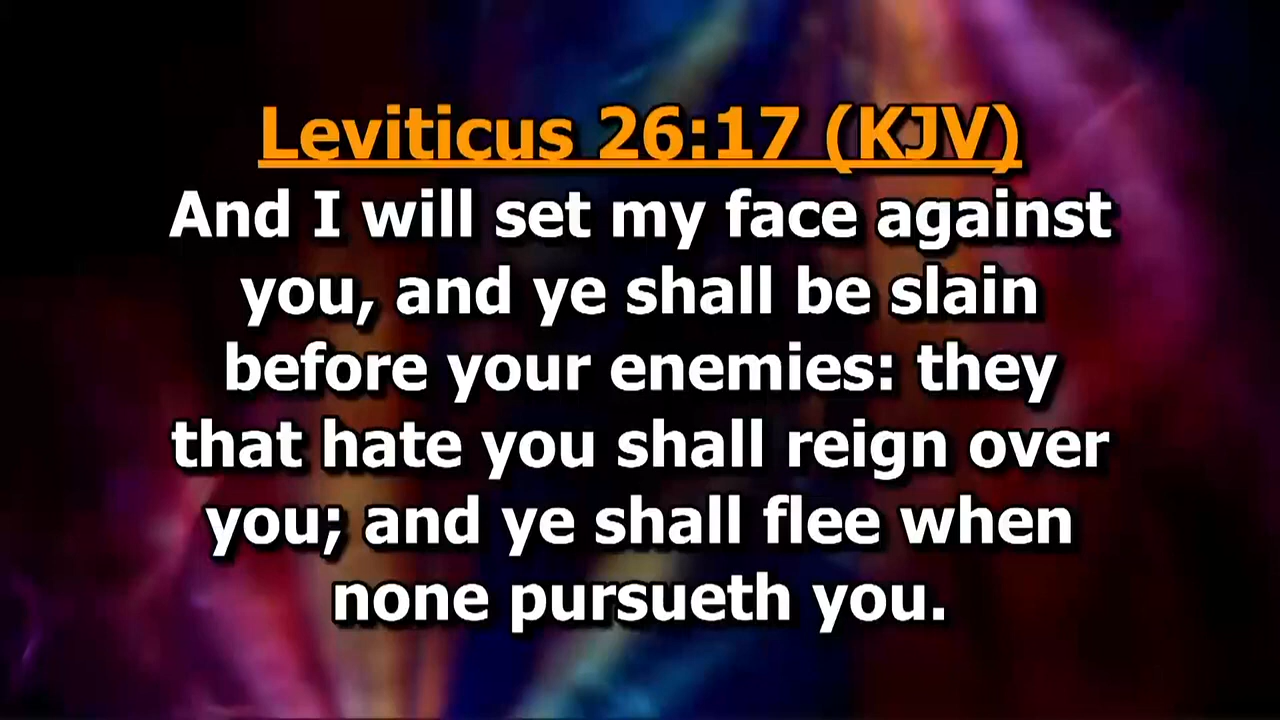 Leviticus 26:17 (KJV)
And I will set my face against
you, and ye shall be slain
before your enemies: they
that hate you shall reign over
you; and ye shall flee when
none pursueth you.